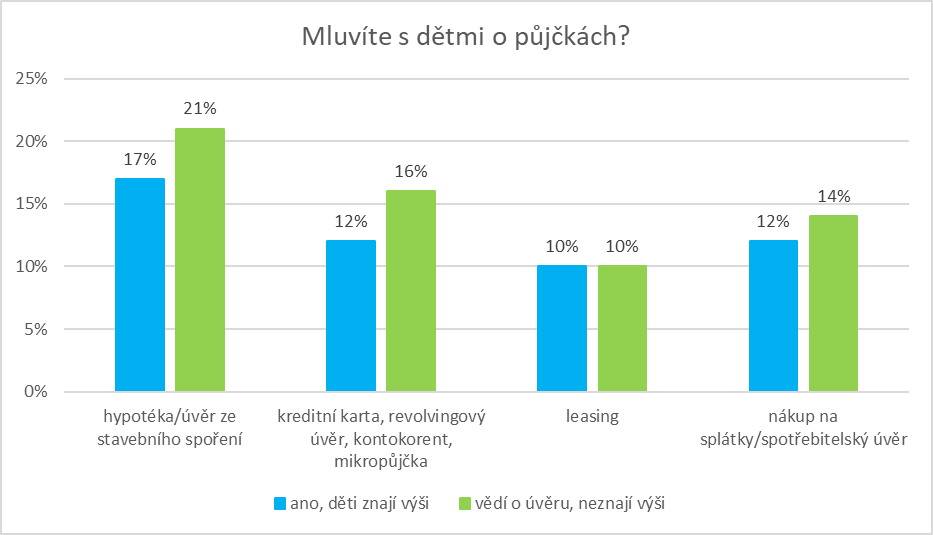 Mluvíte s dětmi o půjčkách?
25%
20%
15%
10%
5%
0%
17%
21%
12%
16%
10%
10%
12%
14%
hypotéka/úvěr ze
stavebního spoření
kreditní karta, revolvingový
úvěr, kontokorent,
mikropůjčka
leasing
nákup na
splátky/spotřebitelský úvěr
ano, děti znají výši
vědí o úvěru, neznají výši